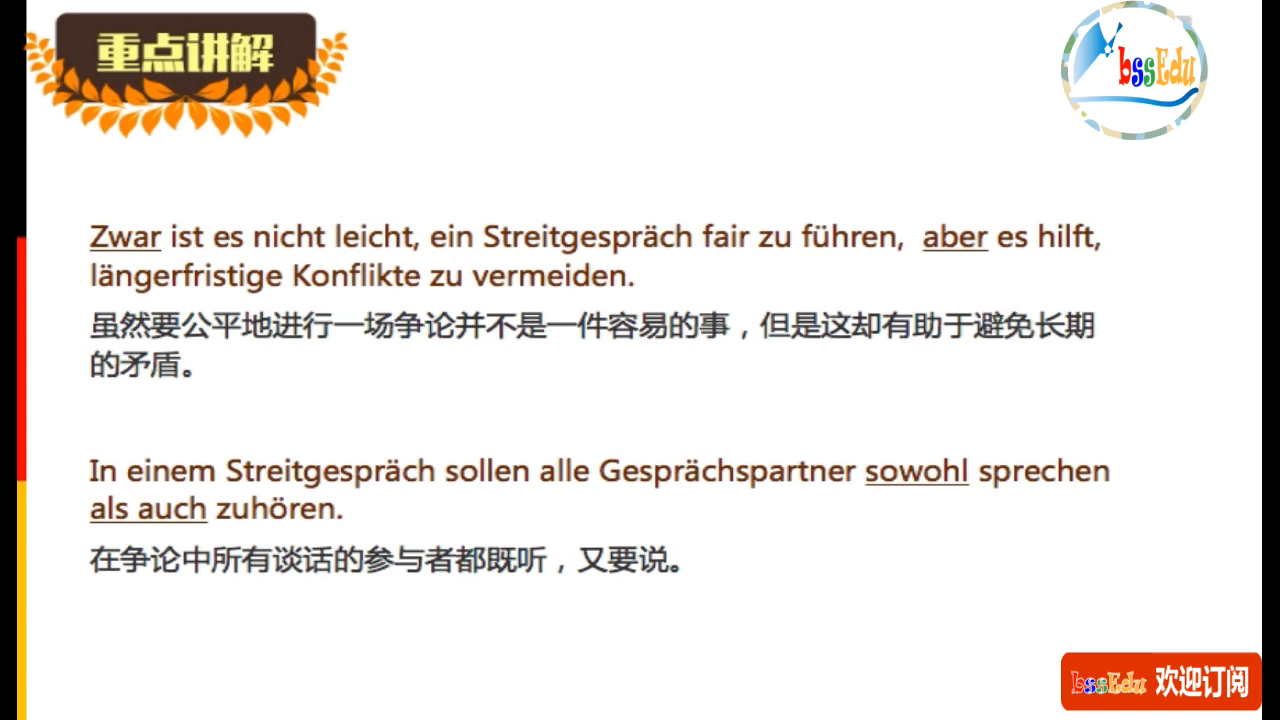 重点讲解
bssEdu
Zwar ist es nicht leicht, ein Streitgespräch fair zu führen, aber es hilft,
längerfristige Konflikte zu vermeiden.
虽然要公平地进行一场争论并不是一件容易的事，但是这却有助于避免长期
的矛盾。
In einem Streitgespräch sollen alle Gesprächspartner sowohl sprechen
als auch zuhören.
在争论中所有谈话的参与者都既听，又要说。
bssEdu 欢迎订阅